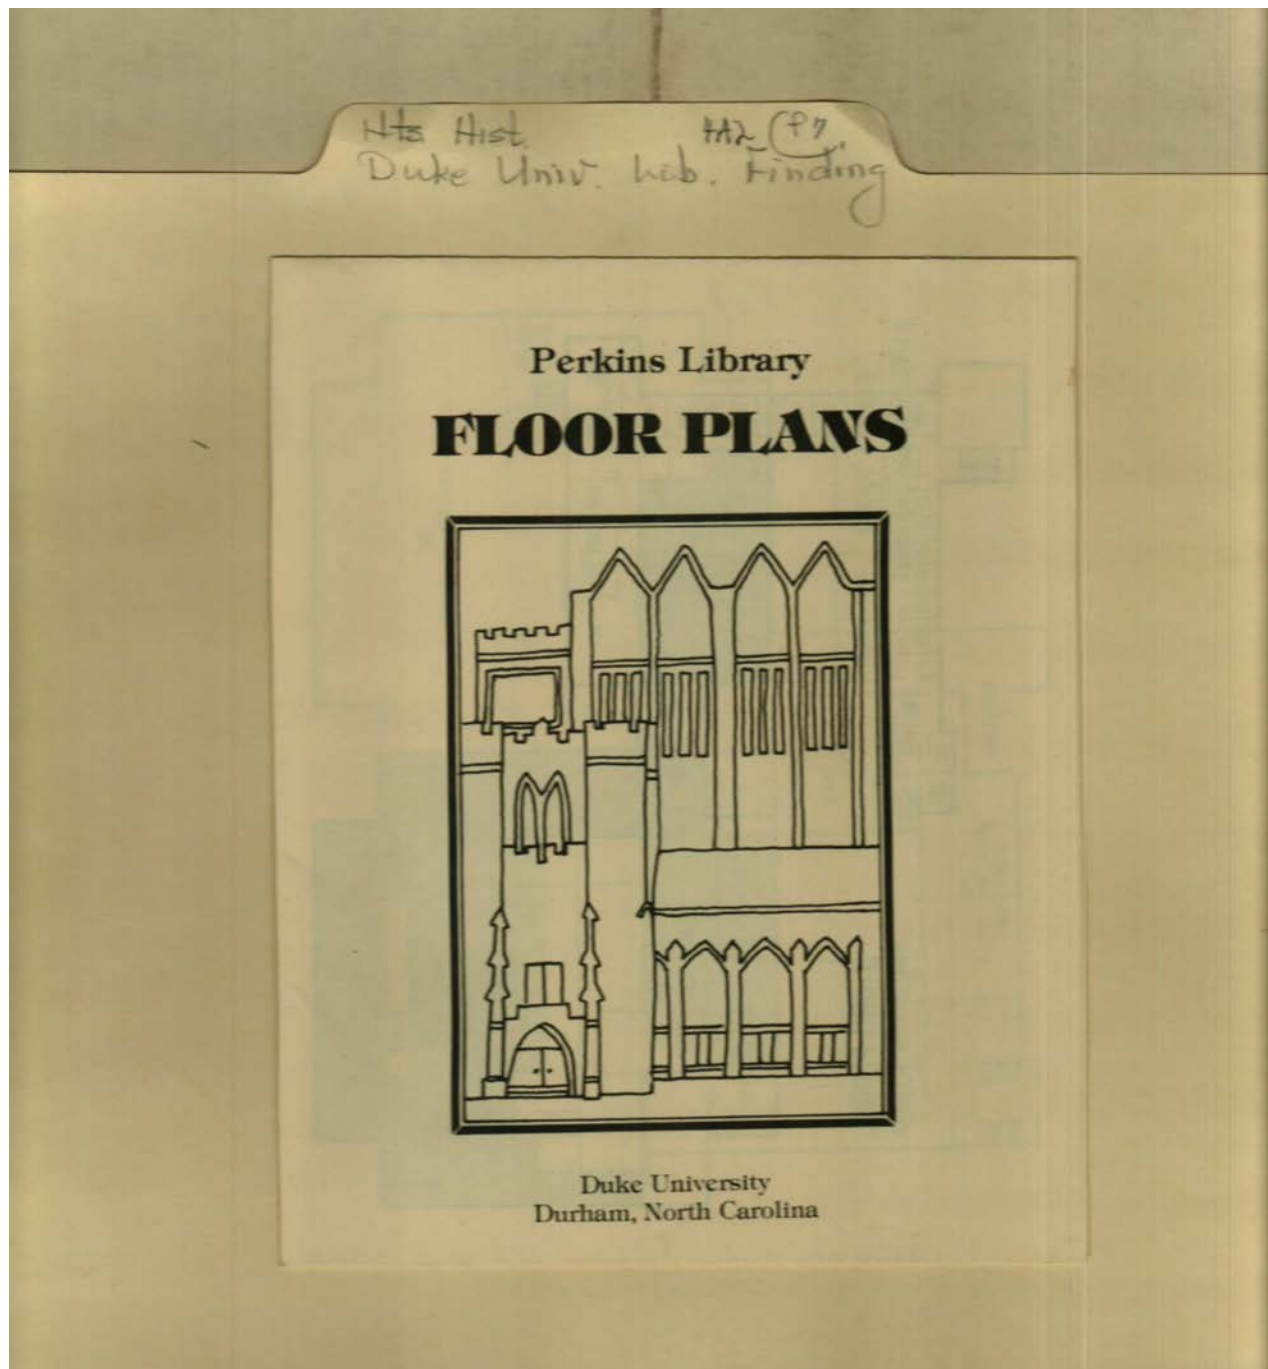 Hts Hist.
Duke Univ. Lib. Finding
Perkins Library
FLOOR PLANS
Duke University
Durham, North Carolina